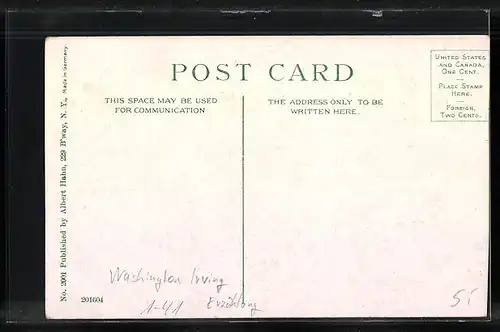 POST CARD
THIS SPACE MAY BE USED
FOR COMMUNICATION
THE ADDRESS ONLY TO BE
WRITTEN HERE.
UNITED STATES
AND CANADA,
ONE CENT.
—
PLACE STAMP
HERE.
—
FOREIGN,
TWO CENTS.
No. 2001 Published by Albert Hahn, 229 B'way, N. Y., Made in Germany.
201604
Washington Irving
1-41 Erzählung
5.-